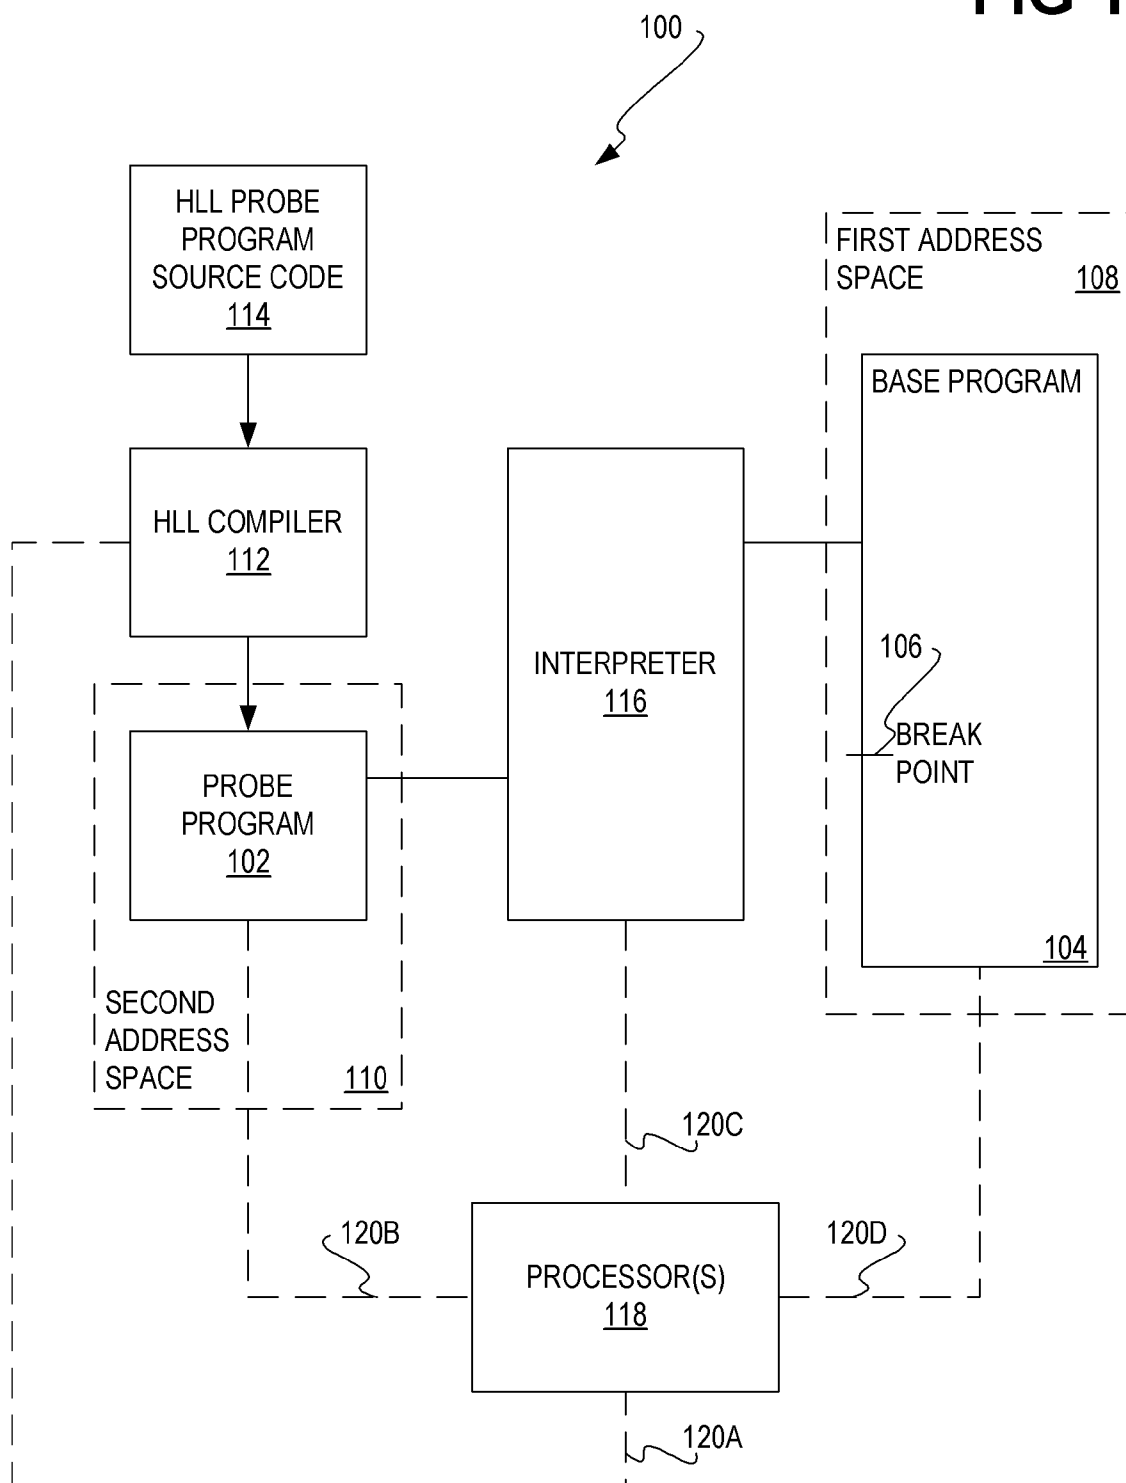 FIG 1
100
HLL PROBE
PROGRAM
SOURCE CODE
114
FIRST ADDRESS
SPACE
108
BASE PROGRAM
HLL COMPILER
112
INTERPRETER
116
106
BREAK
POINT
PROBE
PROGRAM
102
104
SECOND
ADDRESS
SPACE
110
120C
120B
120D
PROCESSOR(S)
118
120A